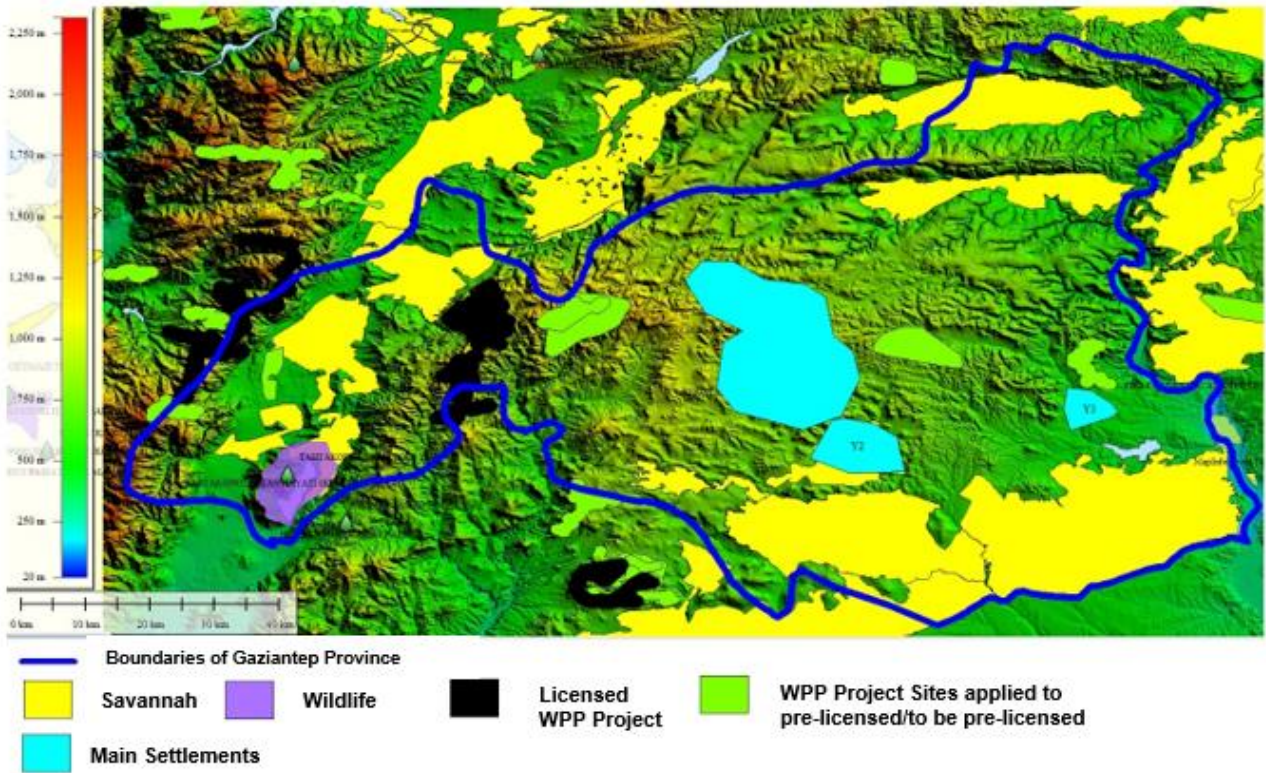 2,250 m
2,000 m
1,750 m
1,500 m
1,250 m
1,000 m
750 m
500 m
250 m
20 m
0 km 10 km 20 km 30 km 40 km
Y2
Y3
Boundaries of Gaziantep Province
Savannah
Wildlife
Licensed
WPP Project
WPP Project Sites applied to
pre-licensed/to be pre-licensed
Main Settlements